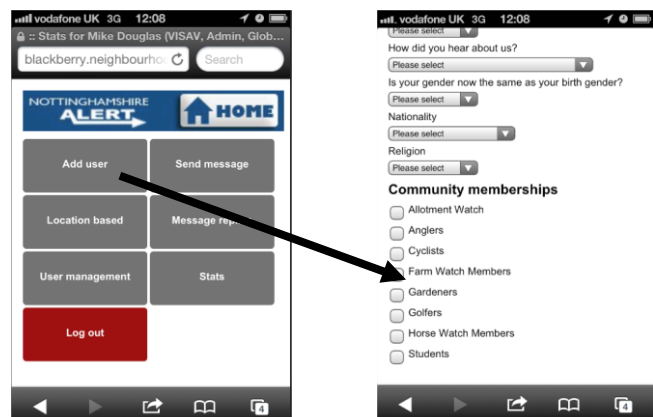 vodafone UK 3G 12:08
:: Stats for Mike Douglas (VISAV, Admin, Glob...
blackberry.neighbourho
Search
NOTTINGHAMSHIRE
ALERT
HOME
Add user
Send message
Location based
Message
User management
Stats
Log out
4
vodafone UK 3G 12:08
Please select
How did you hear about us?
Please select
Is your gender now the same as your birth gender?
Please select
Nationality
Please select
Religion
Please select
Community memberships
Allotment Watch
Anglers
Cyclists
Farm Watch Members
Gardeners
Golfers
Horse Watch Members
Students
4